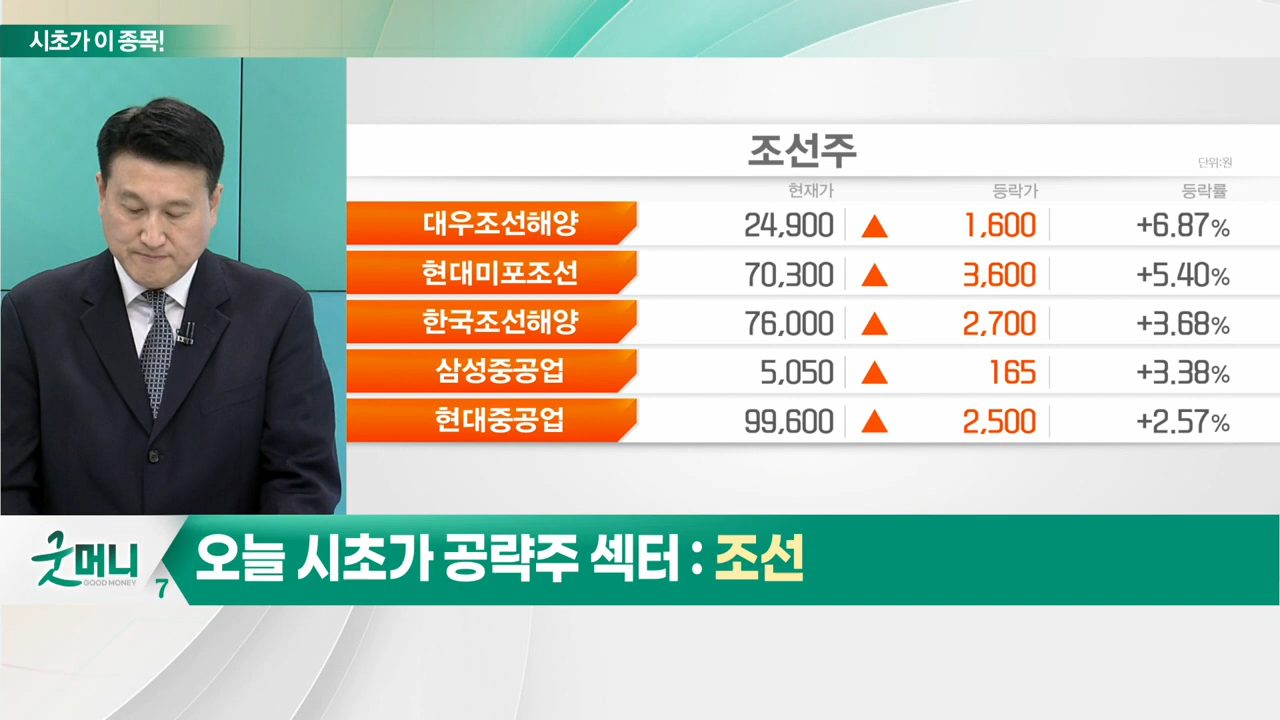 시초가 이 종목!
조선주
단위:원
현재가 등락가 등락률
대우조선해양 24,900 ▲ 1,600 +6.87%
현대미포조선 70,300 ▲ 3,600 +5.40%
한국조선해양 76,000 ▲ 2,700 +3.68%
삼성중공업 5,050 ▲ 165 +3.38%
현대중공업 99,600 ▲ 2,500 +2.57%
굿머니
GOOD MONEY
7
오늘 시초가 공략주 섹터 : 조선